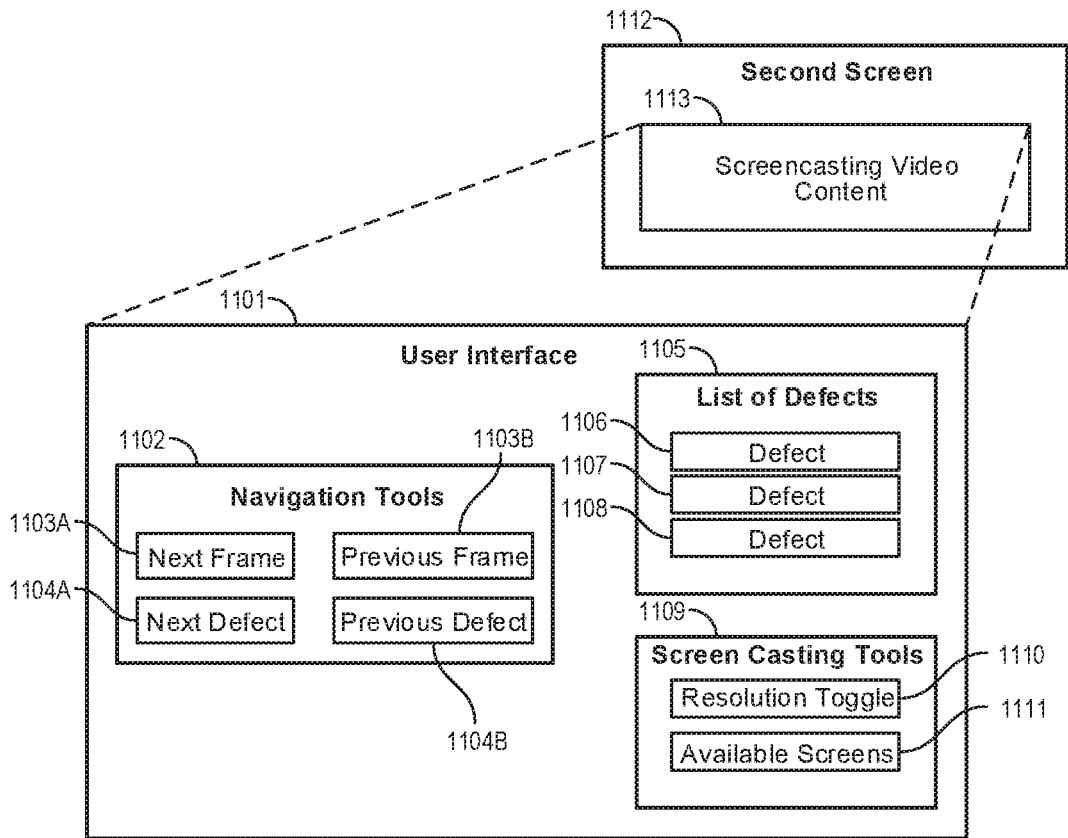 1112
Second Screen
1113
Screencasting Video
Content
1101
User Interface
1105
List of Defects
1106
Defect
1107
Defect
1108
Defect
1102
1103B
Navigation Tools
1103A
Next Frame
Previous Frame
1104A
Next Defect
Previous Defect
1104B
1109
Screen Casting Tools
1110
Resolution Toggle
1111
Available Screens